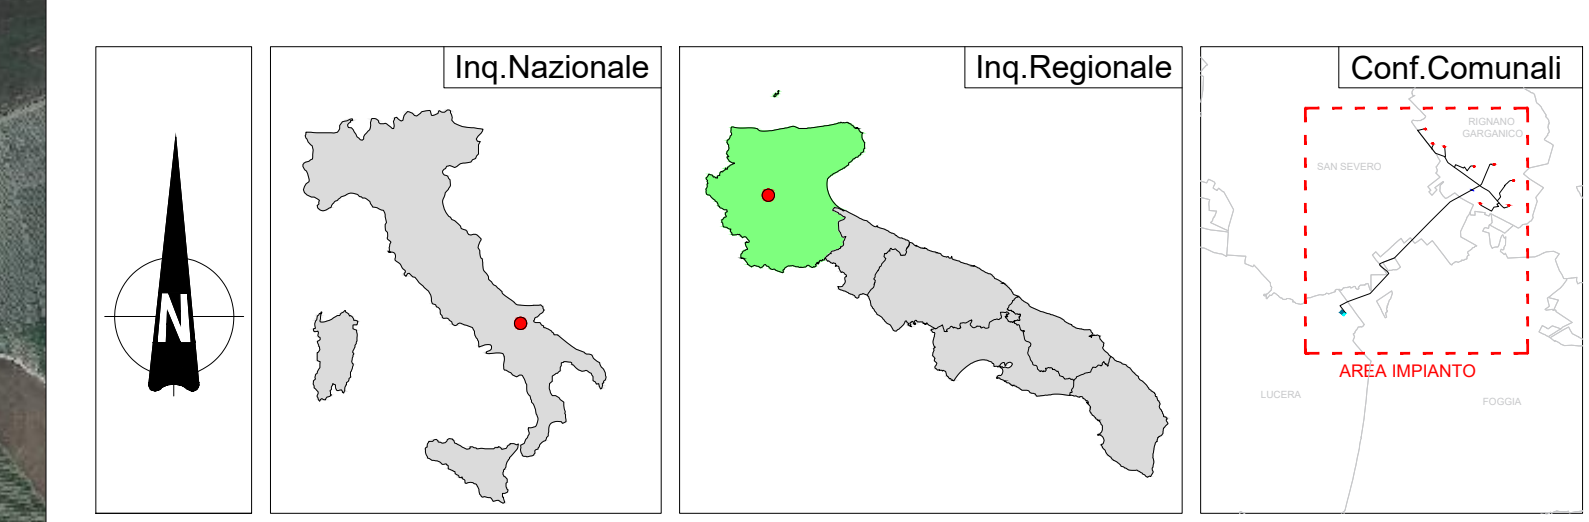 N
Inq.Nazionale
Inq.Regionale
Conf.Comunali
RIGNANO
GARGANICO
SAN SEVERO
AREA IMPIANTO
LUCERA
FOGGIA